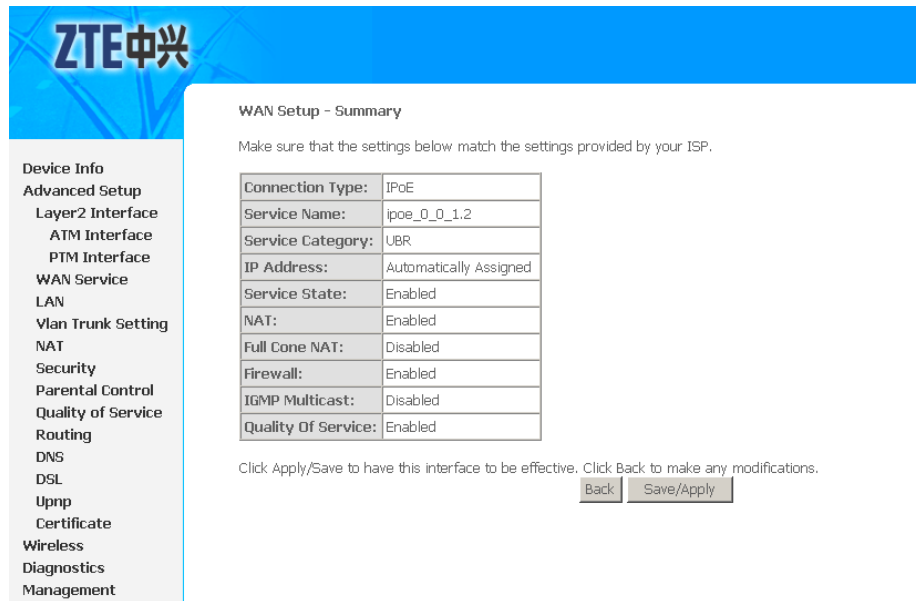 ZTE中兴
WAN Setup - Summary
Make sure that the settings below match the settings provided by your ISP.
Device Info
Advanced Setup
Layer2 Interface
ATM Interface
PTM Interface
WAN Service
LAN
Vlan Trunk Setting
NAT
Security
Parental Control
Quality of Service
Routing
DNS
DSL
Upnp
Certificate
Wireless
Diagnostics
Management
Connection Type: IPoE
Service Name: ipoe_0_0_1.2
Service Category: UBR
IP Address: Automatically Assigned
Service State: Enabled
NAT: Enabled
Full Cone NAT: Disabled
Firewall: Enabled
IGMP Multicast: Disabled
Quality Of Service: Enabled
Click Apply/Save to have this interface to be effective. Click Back to make any modifications.
Back Save/Apply